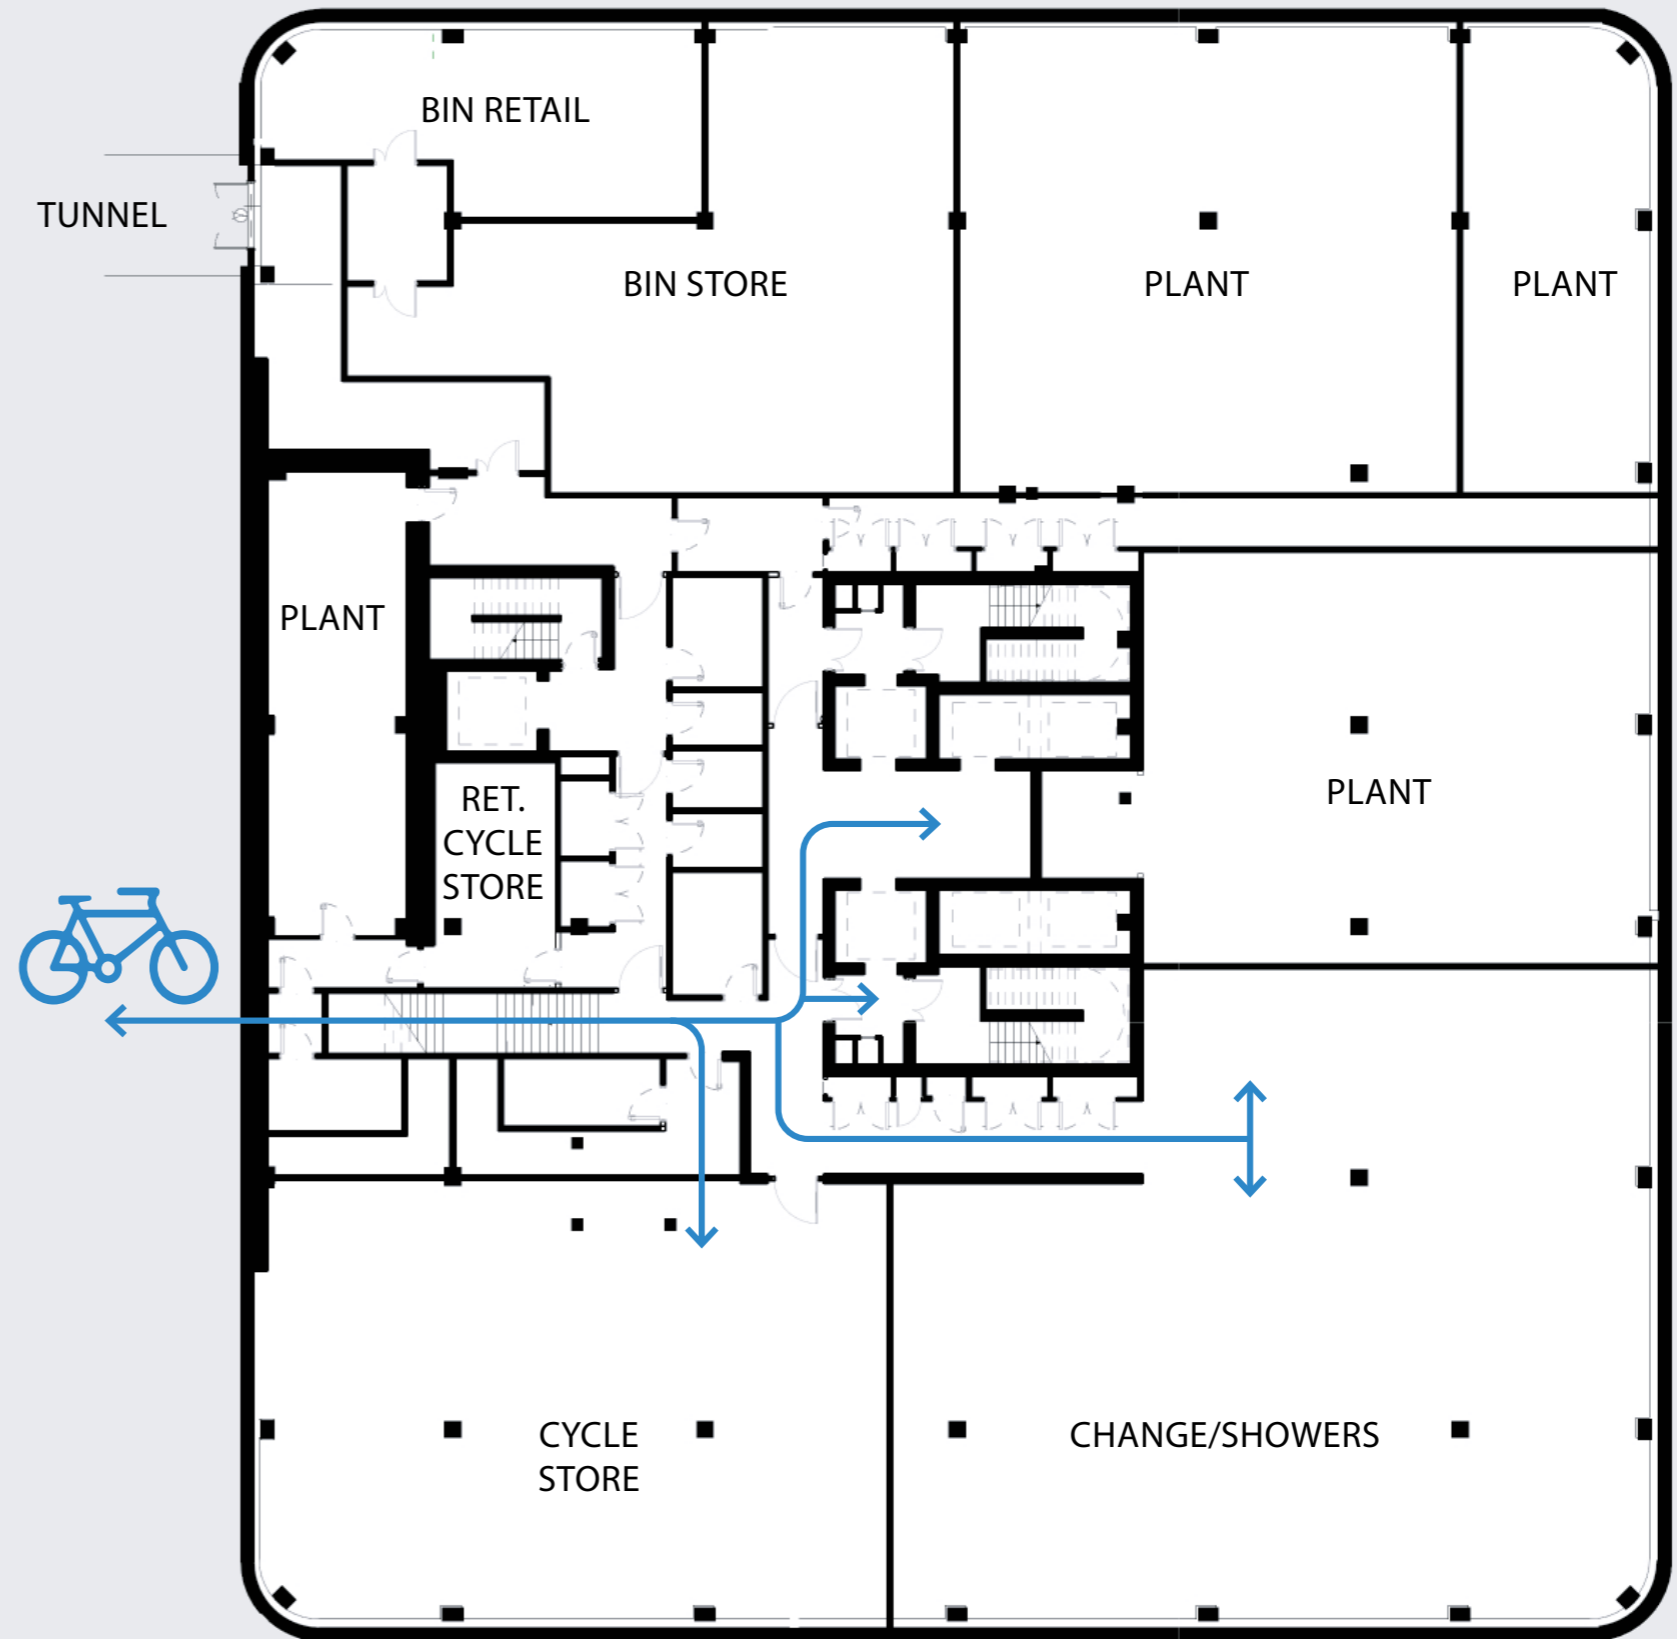 BIN RETAIL
TUNNEL
BIN STORE
PLANT
PLANT
PLANT
RET.
CYCLE
STORE
PLANT
CYCLE
STORE
CHANGE/SHOWERS